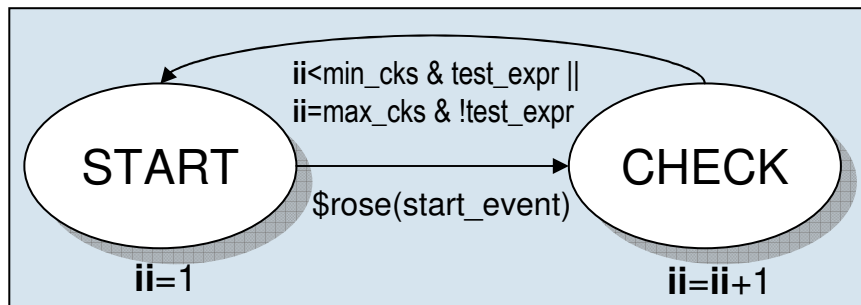 ii<min_cks & test_expr ||
ii=max_cks & !test_expr
START
CHECK
$rose(start_event)
ii=1
ii=ii+1